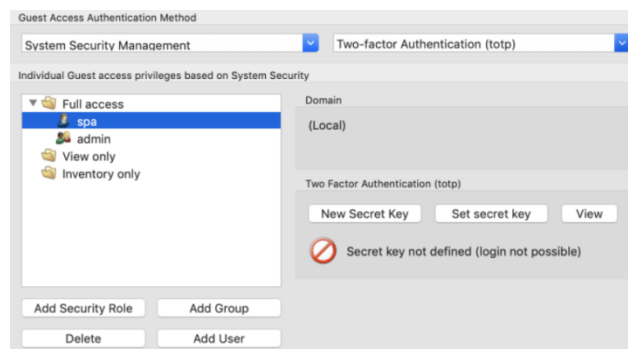 Guest Access Authentication Method
System Security Management
Two-factor Authentication (totp)
Individual Guest access privileges based on System Security
Full access
spa
admin
View only
Inventory only
Domain
(Local)
Two Factor Authentication (totp)
New Secret Key
Set secret key
View
Secret key not defined (login not possible)
Add Security Role
Add Group
Delete
Add User